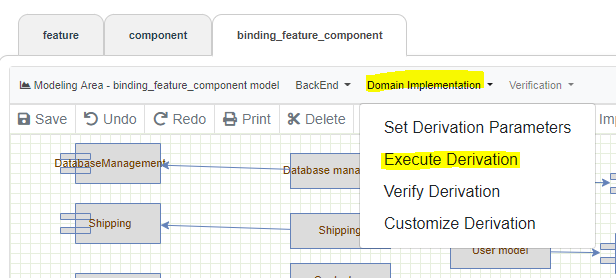 feature component binding_feature_component
Modeling Area - binding_feature_component model BackEnd Domain Implementation Verification
Save Undo Redo Print Delete
Set Derivation Parameters
Execute Derivation
Verify Derivation
Customize Derivation
DatabaseManagement Database mana
Shipping Shipping
User model